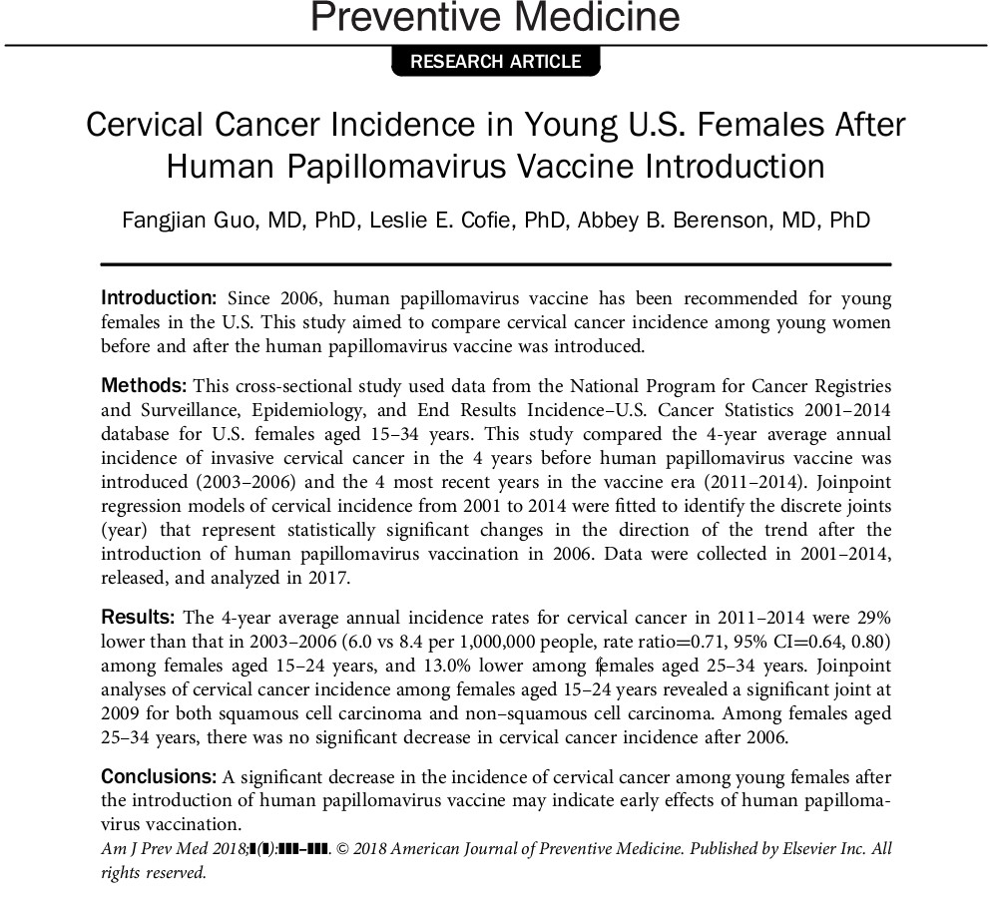 Preventive Medicine
RESEARCH ARTICLE
Cervical Cancer Incidence in Young U.S. Females After
Human Papillomavirus Vaccine Introduction
Fangjian Guo, MD, PhD, Leslie E. Cofie, PhD, Abbey B. Berenson, MD, PhD
Introduction: Since 2006, human papillomavirus vaccine has been recommended for young
females in the U.S. This study aimed to compare cervical cancer incidence among young women
before and after the human papillomavirus vaccine was introduced.
Methods: This cross-sectional study used data from the National Program for Cancer Registries
and Surveillance, Epidemiology, and End Results Incidence–U.S. Cancer Statistics 2001–2014
database for U.S. females aged 15–34 years. This study compared the 4-year average annual
incidence of invasive cervical cancer in the 4 years before human papillomavirus vaccine was
introduced (2003–2006) and the 4 most recent years in the vaccine era (2011–2014). Joinpoint
regression models of cervical incidence from 2001 to 2014 were fitted to identify the discrete joints
(year) that represent statistically significant changes in the direction of the trend after the
introduction of human papillomavirus vaccination in 2006. Data were collected in 2001–2014,
released, and analyzed in 2017.
Results: The 4-year average annual incidence rates for cervical cancer in 2011–2014 were 29%
lower than that in 2003–2006 (6.0 vs 8.4 per 1,000,000 people, rate ratio=0.71, 95% CI=0.64, 0.80)
among females aged 15–24 years, and 13.0% lower among females aged 25–34 years. Joinpoint
analyses of cervical cancer incidence among females aged 15–24 years revealed a significant joint at
2009 for both squamous cell carcinoma and non–squamous cell carcinoma. Among females aged
25–34 years, there was no significant decrease in cervical cancer incidence after 2006.
Conclusions: A significant decrease in the incidence of cervical cancer among young females after
the introduction of human papillomavirus vaccine may indicate early effects of human papilloma-
virus vaccination.
Am J Prev Med 2018;▮(▮):▮▮▮–▮▮▮. © 2018 American Journal of Preventive Medicine. Published by Elsevier Inc. All
rights reserved.